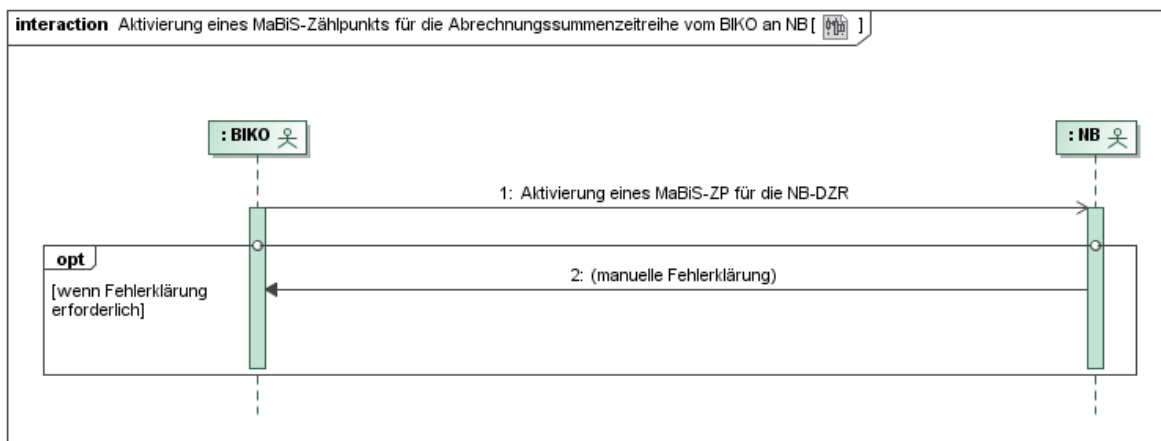 interaction Aktivierung eines MaBiS-Zählpunkts für die Abrechnungssummenzeitreihe vom BIKO an NB[ ]
: BIKO
: NB
1: Aktivierung eines MaBiS-ZP für die NB-DZR
opt
2: (manuelle Fehlerklärung)
[wenn Fehlerklärung
erforderlich]